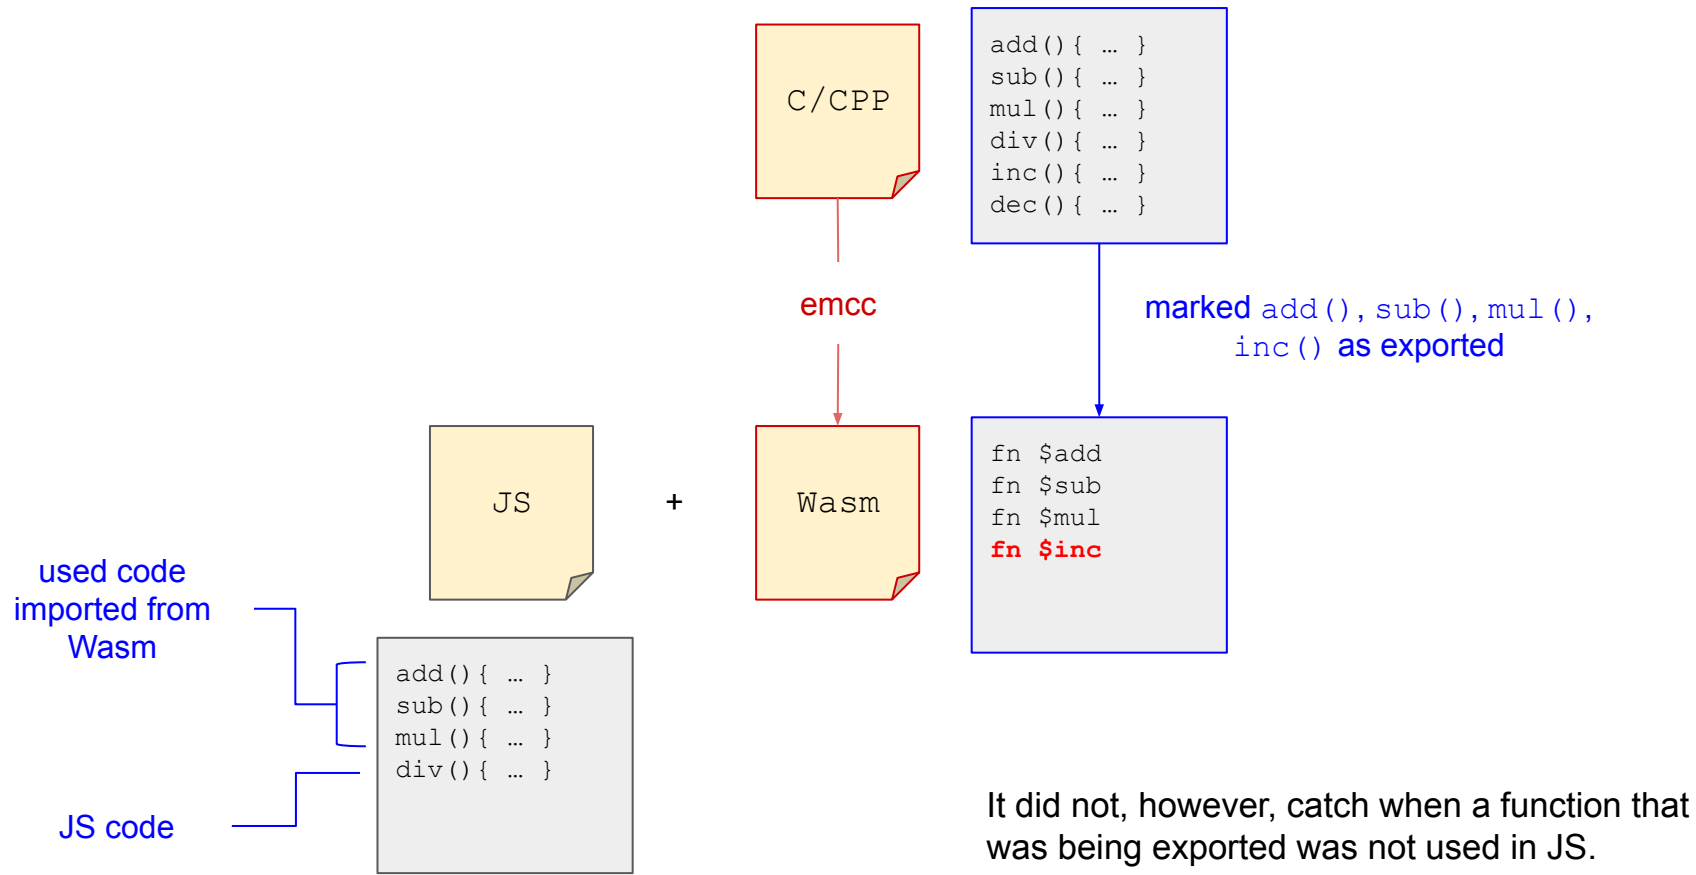 C/CPP
add(){ … }
sub(){ … }
mul(){ … }
div(){ … }
inc(){ … }
dec(){ … }
emcc
marked add(), sub(), mul(),
inc() as exported
JS
+
Wasm
fn $add
fn $sub
fn $mul
fn $inc
used code
imported from
Wasm
add(){ … }
sub(){ … }
mul(){ … }
div(){ … }
JS code
It did not, however, catch when a function that
was being exported was not used in JS.